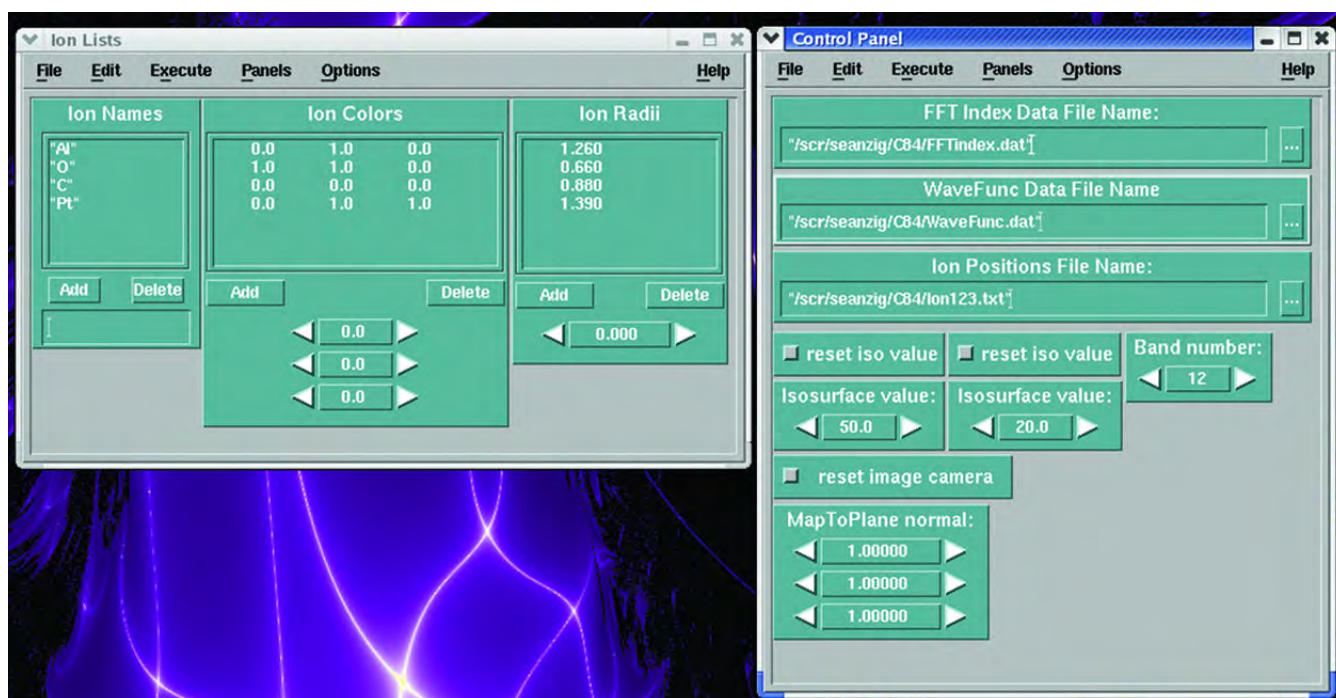 Ion Lists
File Edit Execute Panels Options Help
Ion Names
"Al"
"O"
"C"
"Pt"
Add Delete
Ion Colors
0.0 1.0 0.0
1.0 1.0 0.0
0.0 0.0 0.0
0.0 1.0 1.0
Add Delete
0.0
0.0
0.0
Ion Radii
1.260
0.660
0.880
1.390
Add Delete
0.000
Control Panel
File Edit Execute Panels Options Help
FFT Index Data File Name:
"/scr/seanzig/C84/FFTindex.dat" ...
WaveFunc Data File Name
"/scr/seanzig/C84/WaveFunc.dat" ...
Ion Positions File Name:
"/scr/seanzig/C84/Ion123.txt" ...
reset iso value reset iso value Band number:
12
Isosurface value: Isosurface value:
50.0 20.0
reset image camera
MapToPlane normal:
1.00000
1.00000
1.00000